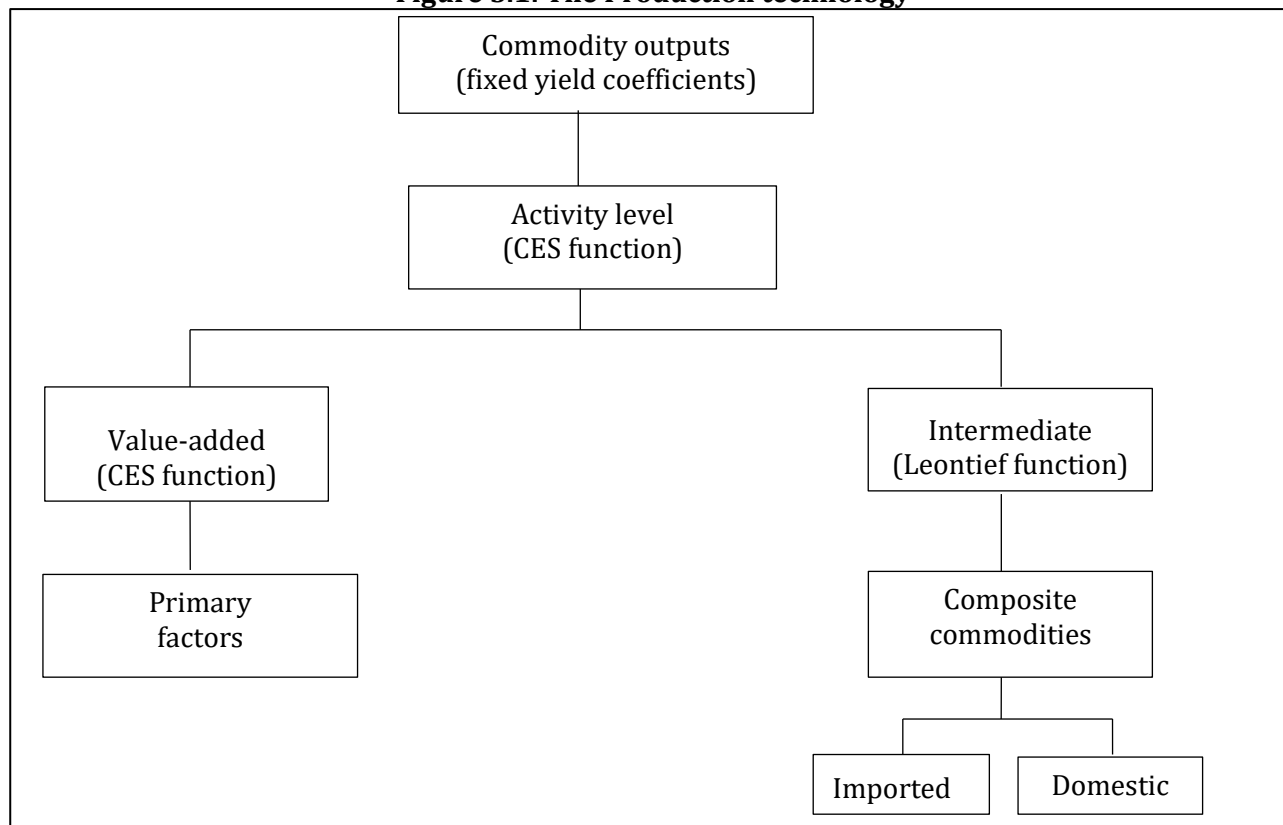 Figure 3.1: The Production technology
Commodity outputs
(fixed yield coefficients)
Activity level
(CES function)
Value-added
(CES function)
Intermediate
(Leontief function)
Primary
factors
Composite
commodities
Imported
Domestic